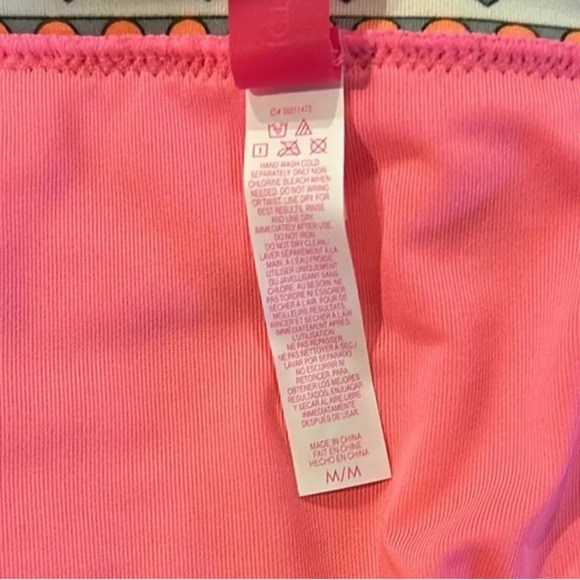 ID# 20011473
HAND WASH COLD
SEPARATELY ONLY NON-
CHLORINE BLEACH WHEN
NEEDED. DO NOT WRING
OR TWIST. LINE DRY. FOR
BEST RESULTS, RINSE
AND LINE DRY
IMMEDIATELY AFTER USE.
DO NOT IRON.
DO NOT DRY CLEAN./
LAVER SÉPARÉMENT À LA
MAIN, À L'EAU FROIDE.
UTILISER UNIQUEMENT
DU JAVELLISANT SANS
CHLORE, AU BESOIN. NE
PAS TORDRE NI ESSORER
SÉCHER À L'AIR. POUR DE
MEILLEURS RÉSULTATS,
RINCER ET SÉCHER À L'AIR
IMMÉDIATEMENT APRÈS
L'UTILISATION.
NE PAS REPASSER
NE PAS NETTOYER À SEC./
LAVAR POR SEPARADO
NO ESCURRIR NI
RETORCER. PARA
OBTENER LOS MEJORES
RESULTADOS, ENJUAGAR
Y SECAR AL AIRE LIBRE
INMEDIATAMENTE
DESPUÉS DE USAR.
MADE IN CHINA
FAIT EN CHINE
HECHO EN CHINA
M/M